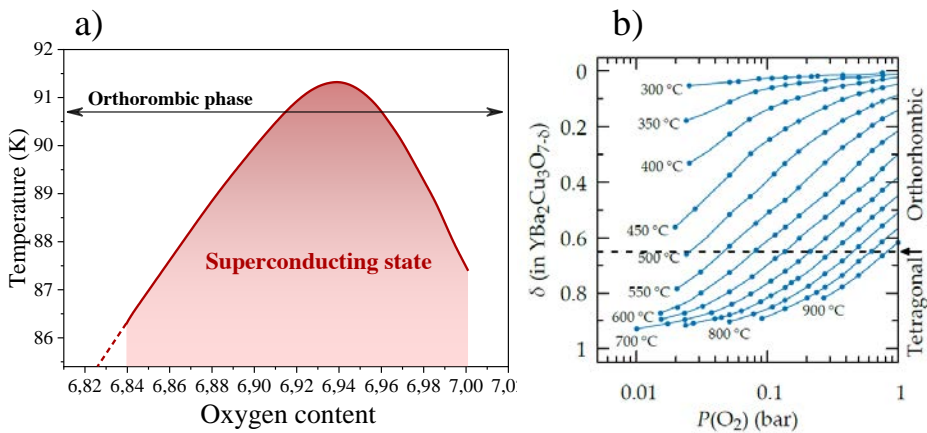 a)
92
91
90
89
88
87
86
Temperature (K)
Orthorombic phase
Superconducting state
6,82 6,84 6,86 6,88 6,90 6,92 6,94 6,96 6,98 7,00 7,0
Oxygen content
b)
0
0.2
0.4
0.6
0.8
1
δ (in YBa2Cu3O7-δ)
300 °C
350 °C
400 °C
450 °C
500 °C
550 °C
600 °C
700 °C
800 °C
900 °C
Orthorhombic
Tetragonal
0.01 0.1 1
P(O2) (bar)